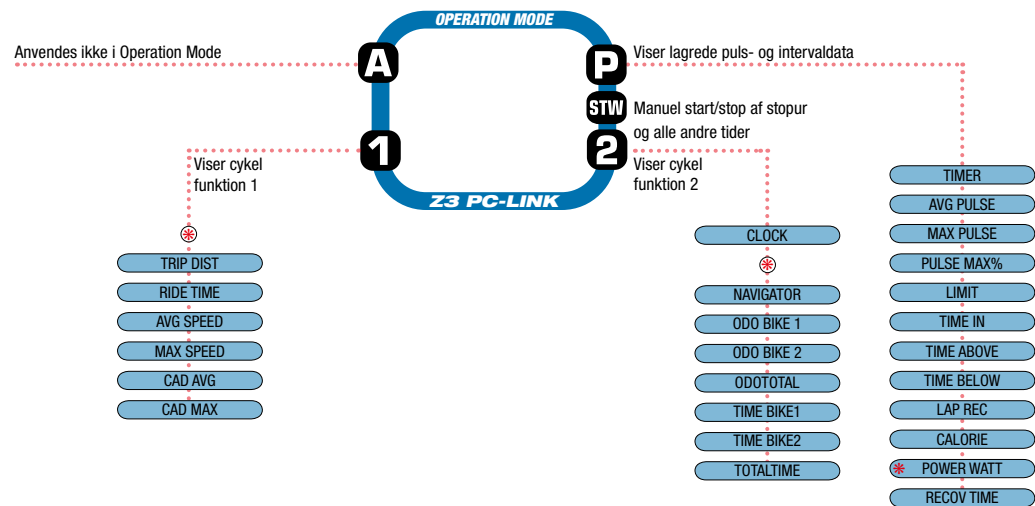 OPERATION MODE
Anvendes ikke i Operation Mode
A
P
Viser lagrede puls- og intervaldata
STW
Manuel start/stop af stopur
og alle andre tider
1
2
Viser cykel
funktion 1
Viser cykel
funktion 2
Z3 PC-LINK
TRIP DIST
RIDE TIME
AVG SPEED
MAX SPEED
CAD AVG
CAD MAX
CLOCK
NAVIGATOR
ODO BIKE 1
ODO BIKE 2
ODOTOTAL
TIME BIKE1
TIME BIKE2
TOTALTIME
TIMER
AVG PULSE
MAX PULSE
PULSE MAX%
LIMIT
TIME IN
TIME ABOVE
TIME BELOW
LAP REC
CALORIE
POWER WATT
RECOV TIME